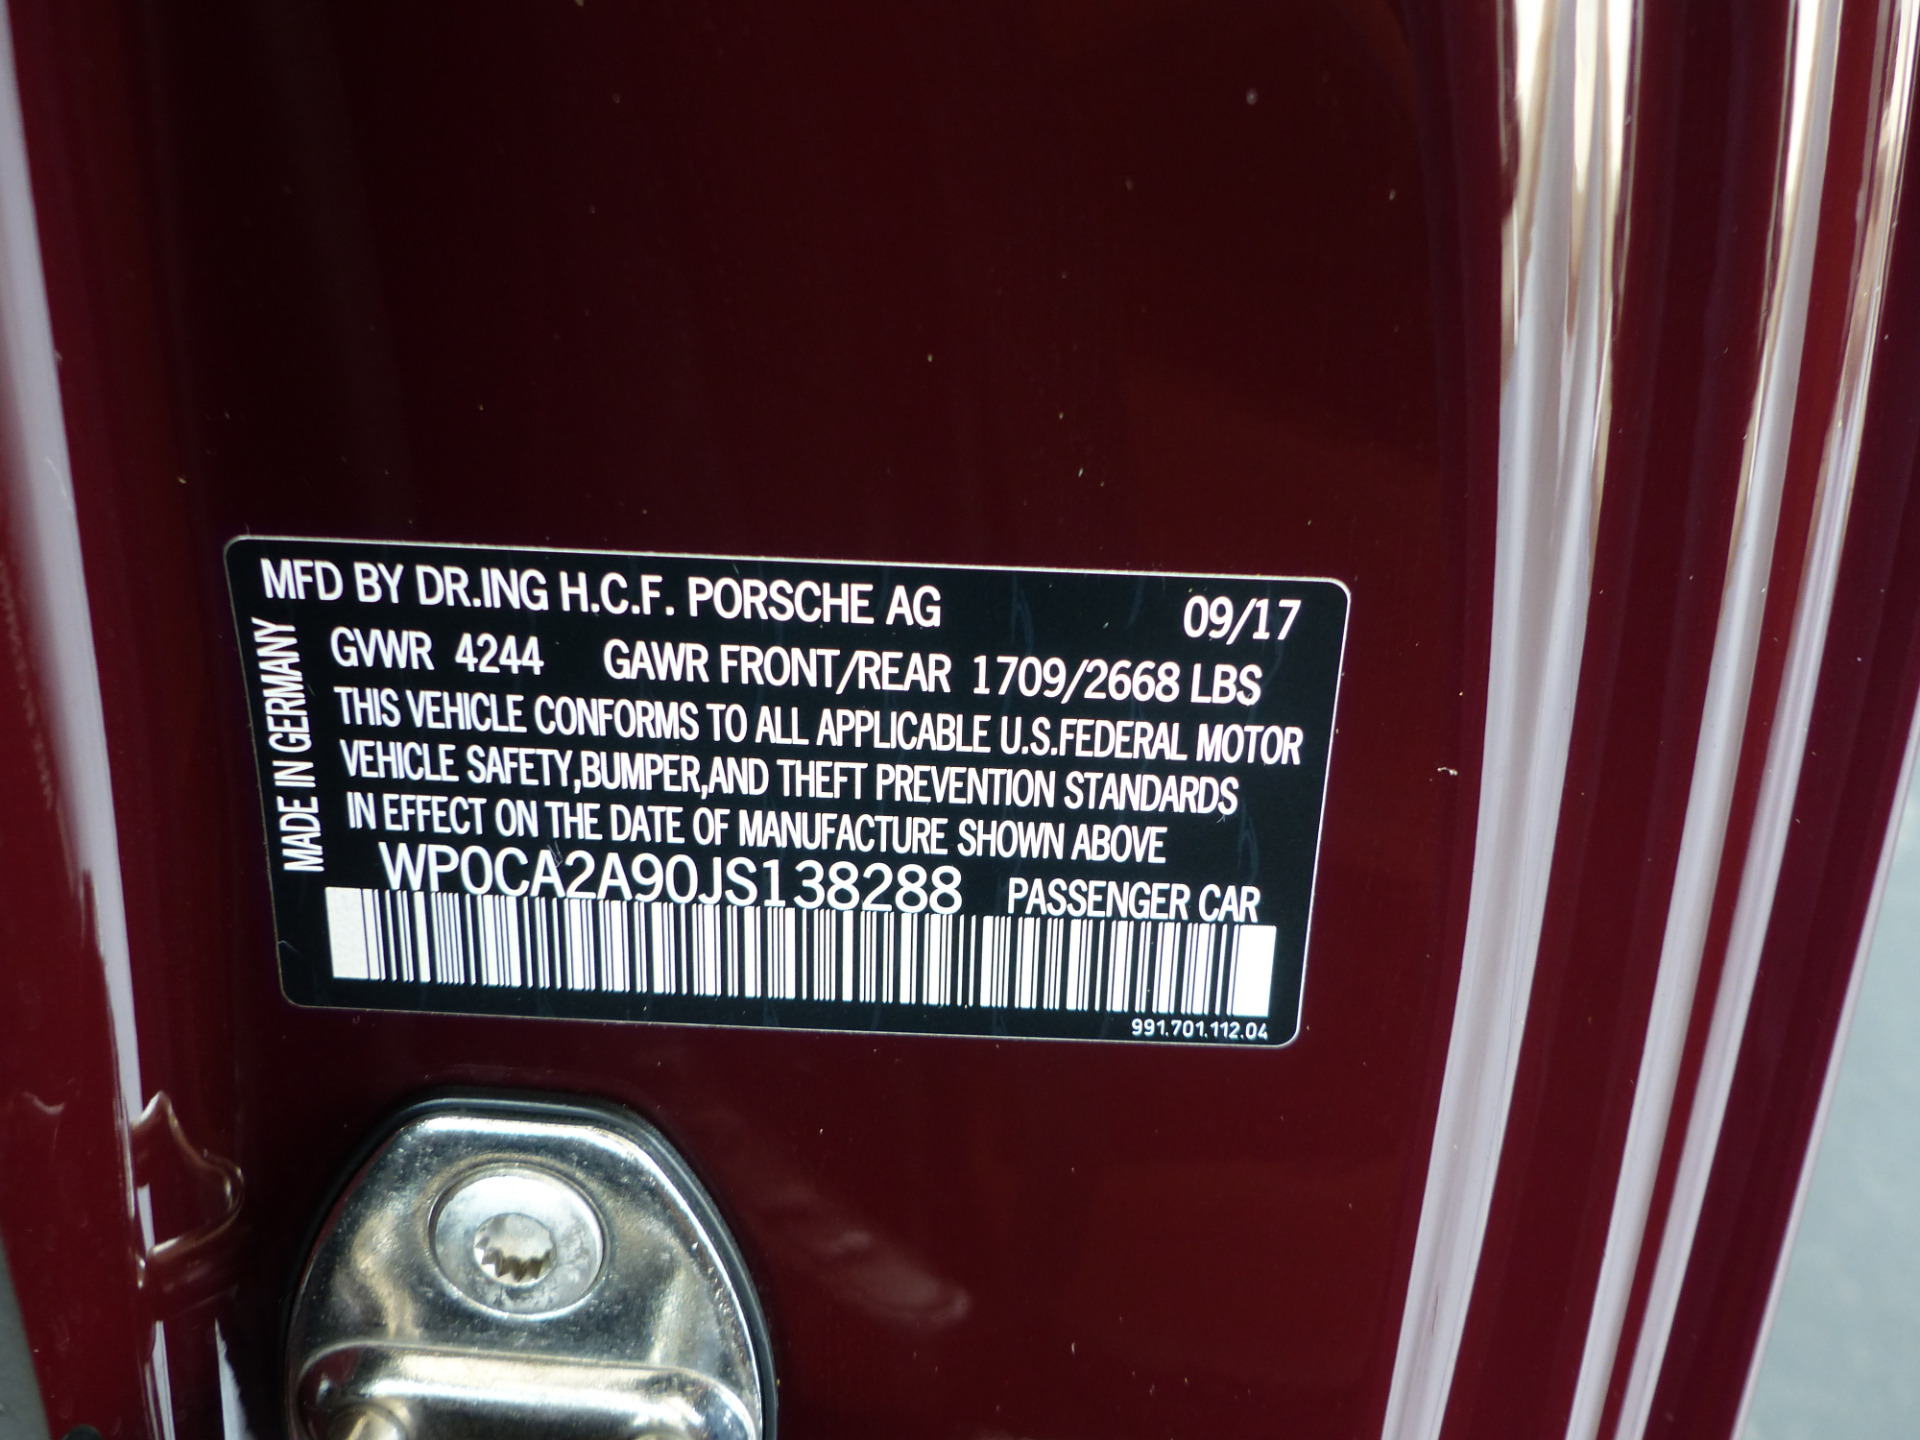 MFD BY DR.ING H.C.F. PORSCHE AG 09/17
GVWR 4244 GAWR FRONT/REAR 1709/2668 LBS
THIS VEHICLE CONFORMS TO ALL APPLICABLE U.S.FEDERAL MOTOR
VEHICLE SAFETY,BUMPER,AND THEFT PREVENTION STANDARDS
IN EFFECT ON THE DATE OF MANUFACTURE SHOWN ABOVE
WP0CA2A90JS138288 PASSENGER CAR
991.701.112.04
MADE IN GERMANY